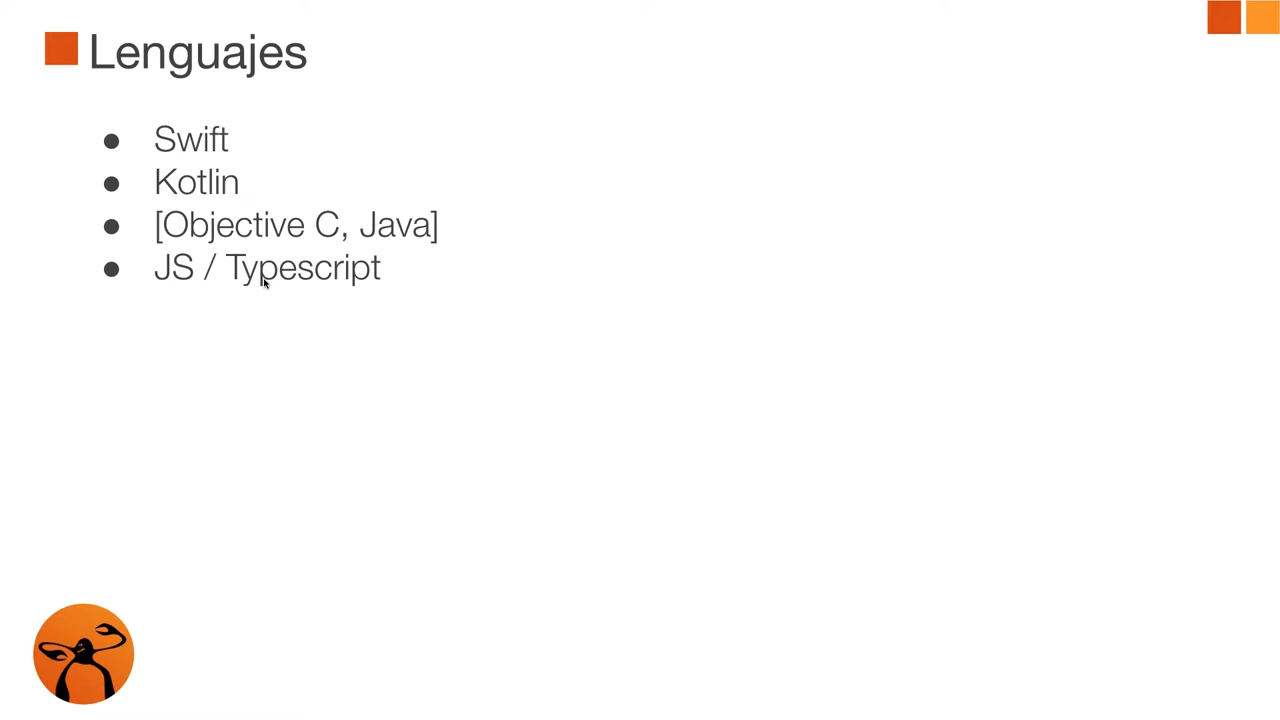 Lenguajes
● Swift
● Kotlin
● [Objective C, Java]
● JS / Typescript